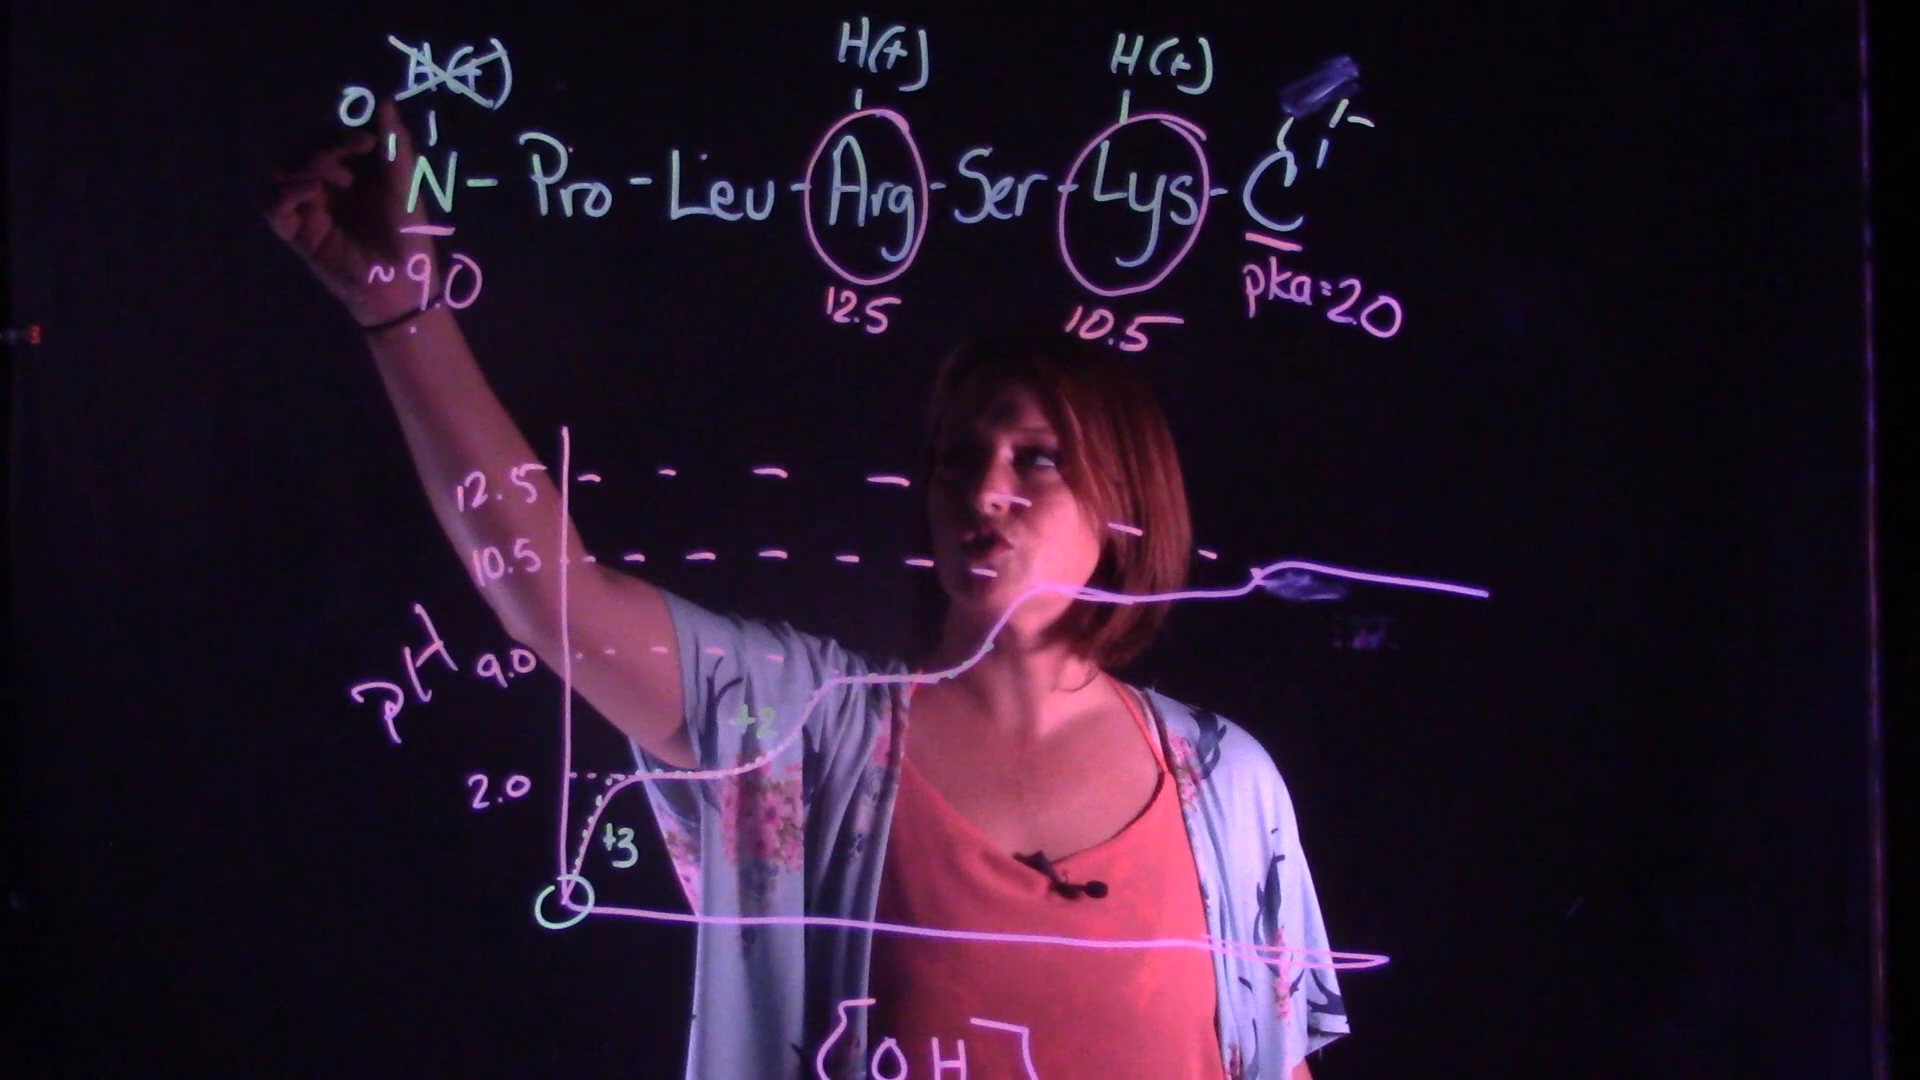 H(+) H(+) H(+)
O
N - Pro - Leu - Arg - Ser - Lys - C -
~9.0 12.5 10.5 pka=2.0
12.5
10.5
pH 9.0
+2
2.0
+3
[OH